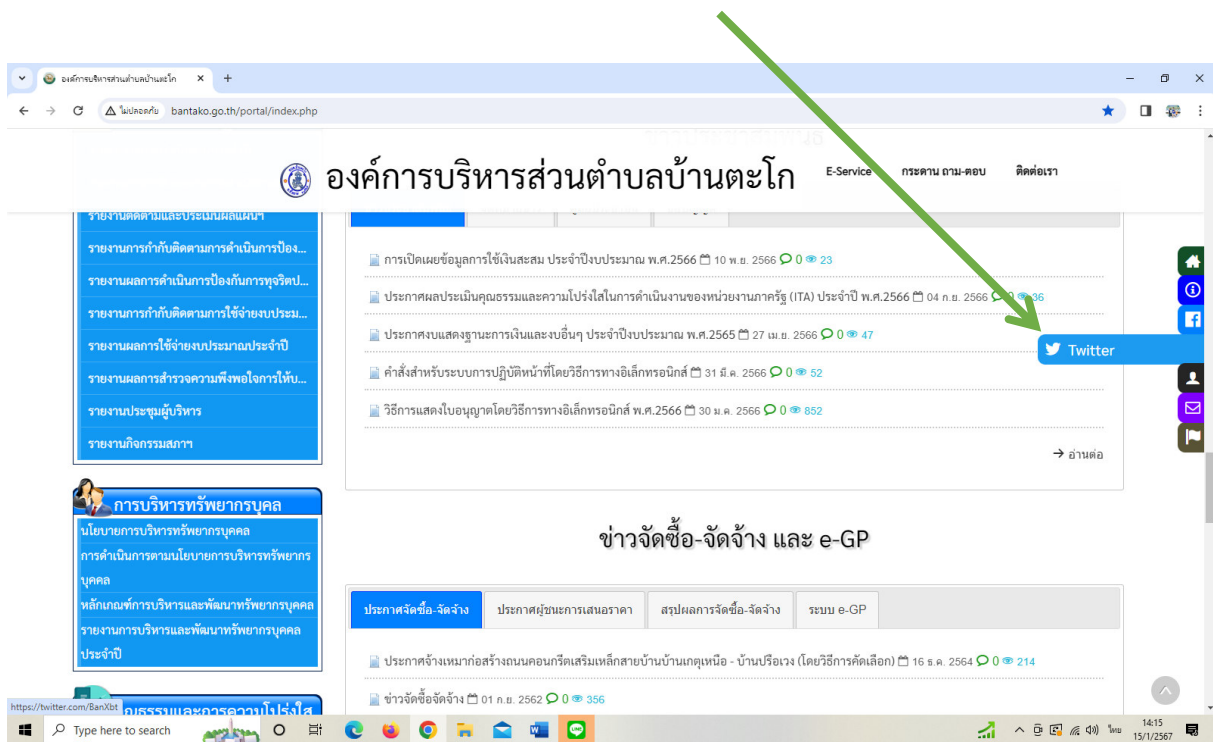 องค์การบริหารส่วนตำบลบ้านตะโก
ไม่ปลอดภัย bantako.go.th/portal/index.php
องค์การบริหารส่วนตำบลบ้านตะโก
E-Service กระดาน ถาม-ตอบ ติดต่อเรา
รายงานติดตามและประเมินผลแผนฯ
รายงานการกำกับติดตามการดำเนินการป้อง...
รายงานผลการดำเนินการป้องกันการทุจริตป...
รายงานการกำกับติดตามการใช้จ่ายงบประม...
รายงานผลการใช้จ่ายงบประมาณประจำปี
รายงานผลการสำรวจความพึงพอใจการให้บ...
รายงานประชุมผู้บริหาร
รายงานกิจกรรมสภาฯ
การเปิดเผยข้อมูลการใช้เงินสะสม ประจำปีงบประมาณ พ.ศ.2566 10 พ.ย. 2566 0 23
ประกาศผลประเมินคุณธรรมและความโปร่งใสในการดำเนินงานของหน่วยงานภาครัฐ (ITA) ประจำปี พ.ศ.2566 04 ก.ย. 2566 0 36
ประกาศงบแสดงฐานะการเงินและงบอื่นๆ ประจำปีงบประมาณ พ.ศ.2565 27 เม.ย. 2566 0 47
คำสั่งสำหรับระบบการปฏิบัติหน้าที่โดยวิธีการทางอิเล็กทรอนิกส์ 31 มี.ค. 2566 0 52
วิธีการแสดงใบอนุญาตโดยวิธีการทางอิเล็กทรอนิกส์ พ.ศ.2566 30 ม.ค. 2566 0 852
อ่านต่อ
Twitter
การบริหารทรัพยากรบุคล
นโยบายการบริหารทรัพยากรบุคคล
การดำเนินการตามนโยบายการบริหารทรัพยากร
บุคคล
หลักเกณฑ์การบริหารและพัฒนาทรัพยากรบุคคล
รายงานการบริหารและพัฒนาทรัพยากรบุคคล
ประจำปี
ข่าวจัดซื้อ-จัดจ้าง และ e-GP
ประกาศจัดซื้อ-จัดจ้าง ประกาศผู้ชนะการเสนอราคา สรุปผลการจัดซื้อ-จัดจ้าง ระบบ e-GP
ประกาศจ้างเหมาก่อสร้างถนนคอนกรีตเสริมเหล็กสายบ้านบ้านเกตุเหนือ - บ้านปรือเวง (โดยวิธีการคัดเลือก) 16 ธ.ค. 2564 0 214
ข่าวจัดซื้อจัดจ้าง 01 ก.ย. 2562 0 356
https://twitter.com/BanXbt
Type here to search
ไทย
14:15
15/1/2567